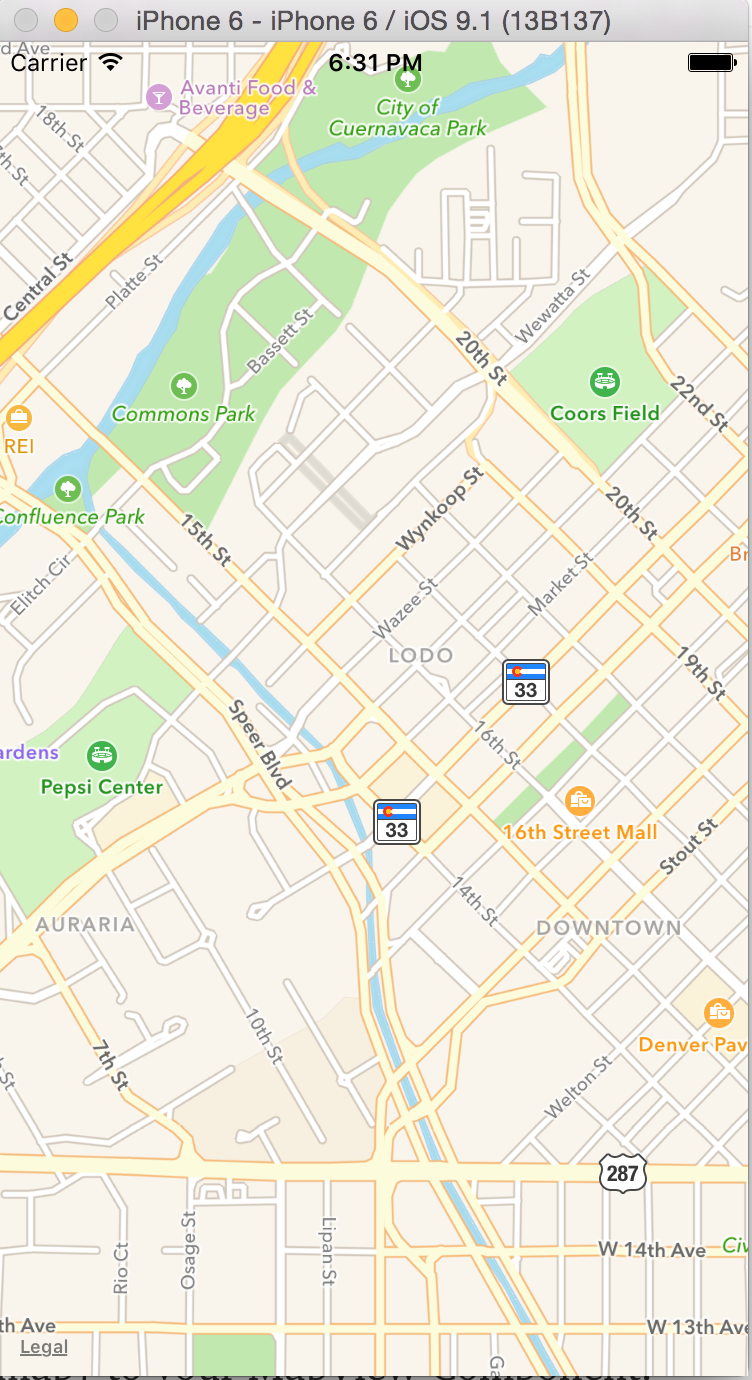 iPhone 6 - iPhone 6 / iOS 9.1 (13B137)
Carrier
6:31 PM
Avanti Food &
Beverage
City of
Cuernavaca Park
18th St
Central St
Platte St
Bassett St
Wewatta St
20th St
Commons Park
Coors Field
22nd St
REI
Confluence Park
15th St
Wynkoop St
20th St
Elitch Cir
Wazee St
Market St
LODO
33
19th St
Speer Blvd
16th St
ardens
Pepsi Center
33
16th Street Mall
Stout St
14th St
AURARIA
DOWNTOWN
10th St
Denver Pav
7th St
Welton St
287
Rio Ct
Osage St
Lipan St
W 14th Ave
Civ
th Ave
W 13th Ave
Legal